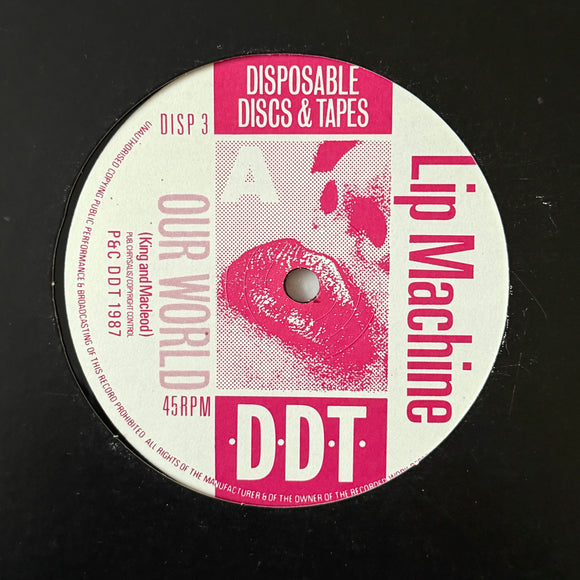 DISPOSABLE
DISCS & TAPES
DISP 3
A
Lip Machine
OUR WORLD
(King and Macleod)
PUB. CHRYSALIS / COPYRIGHT CONTROL
P&C DDT 1987
45RPM
·D·D·T·
UNAUTHORISED COPYING PUBLIC PERFORMANCE & BROADCASTING OF THIS RECORD PROHIBITED. ALL RIGHTS OF THE MANUFACTURER & OF THE OWNER OF THE RECORDED